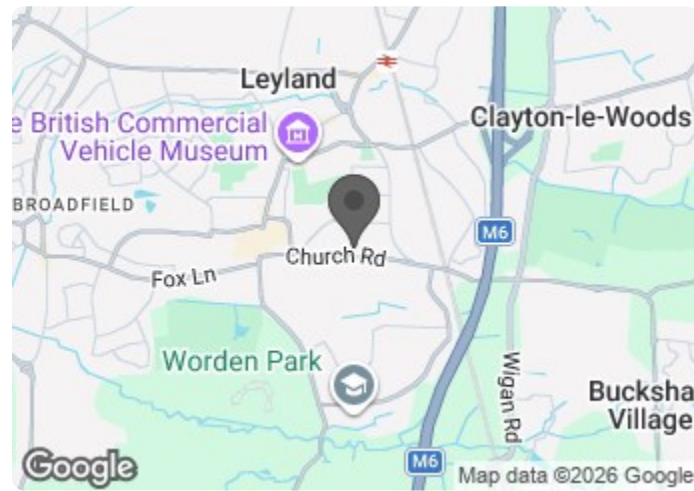 Leyland
e British Commercial
Vehicle Museum
Clayton-le-Woods
BROADFIELD
M6
Church Rd
Fox Ln
Worden Park
Wigan Rd
Bucksha
Village
M6
Google
Map data ©2026 Google